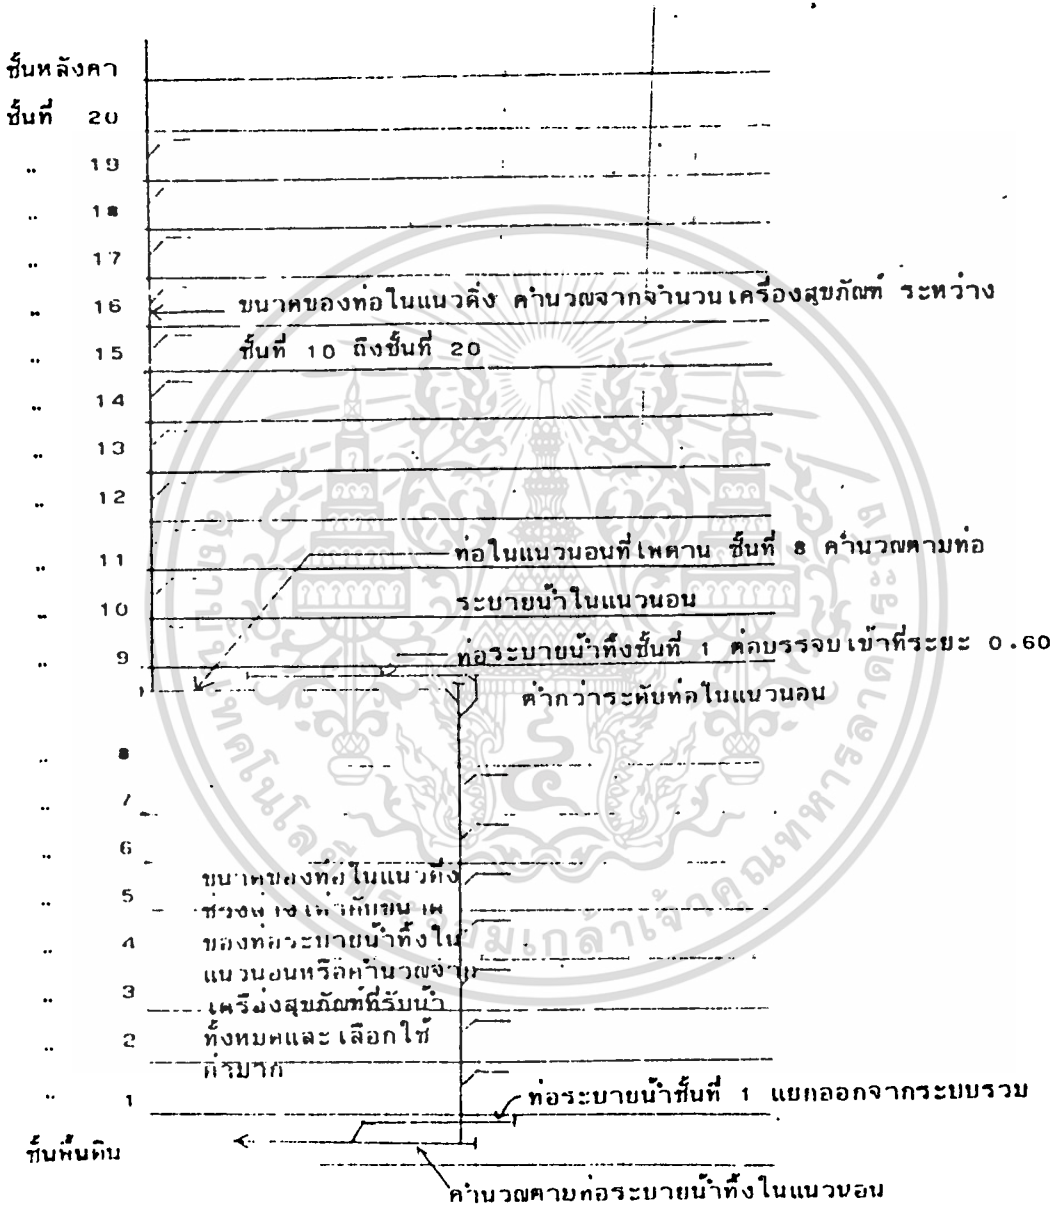 ชั้นหลังคา
ชั้นที่ 20
" 19
" 18
" 17
" 16
ขนาดของท่อในแนวดิ่ง คำนวณจากจำนวนเครื่องสุขภัณฑ์ ระหว่าง
" 15
ชั้นที่ 10 ถึงชั้นที่ 20
" 14
" 13
" 12
" 11
ท่อในแนวนอนที่เพดาน ชั้นที่ 8 คำนวณตามท่อ
" 10
ระบายน้ำในแนวนอน
" 9
ท่อระบายน้ำทิ้งชั้นที่ 1 ต่อบรรจบเข้าที่ระยะ 0.60
ต่ำกว่าระดับท่อในแนวนอน
" 8
" 7
" 6
" 5
" 4
" 3
" 2
" 1
ขนาดของท่อในแนวดิ่ง
ช่วงล่างเท่ากับขนาด
ของท่อระบายน้ำทิ้งใน
แนวนอนหรือคำนวณจาก
เครื่องสุขภัณฑ์ที่รับน้ำ
ทั้งหมดและเลือกใช้
ค่ามาก
ท่อระบายน้ำชั้นที่ 1 แยกออกจากระบบรวม
ชั้นพื้นดิน
คำนวณตามท่อระบายน้ำทิ้งในแนวนอน